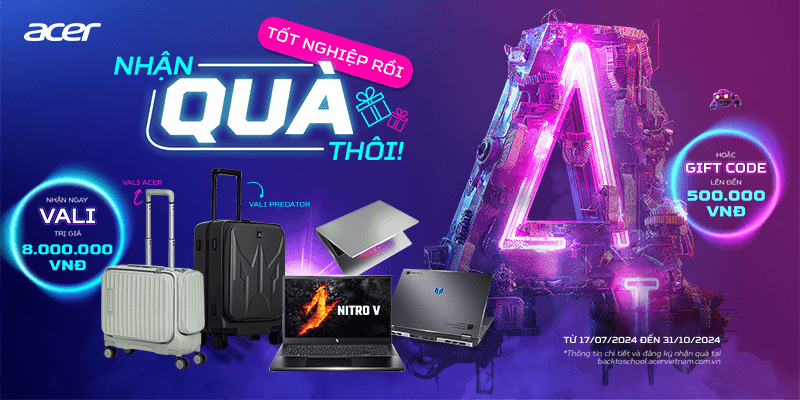 acer
TỐT NGHIỆP RỒI
NHẬN
QUÀ
THÔI!
NHẬN NGAY
VALI
TRỊ GIÁ
8.000.000
VNĐ
VALI ACER
VALI PREDATOR
NITRO V
HOẶC
GIFT CODE
LÊN ĐẾN
500.000
VNĐ
TỪ 17/07/2024 ĐẾN 31/10/2024
*Thông tin chi tiết và đăng ký nhận quà tại
backtoschool.acervietnam.com.vn